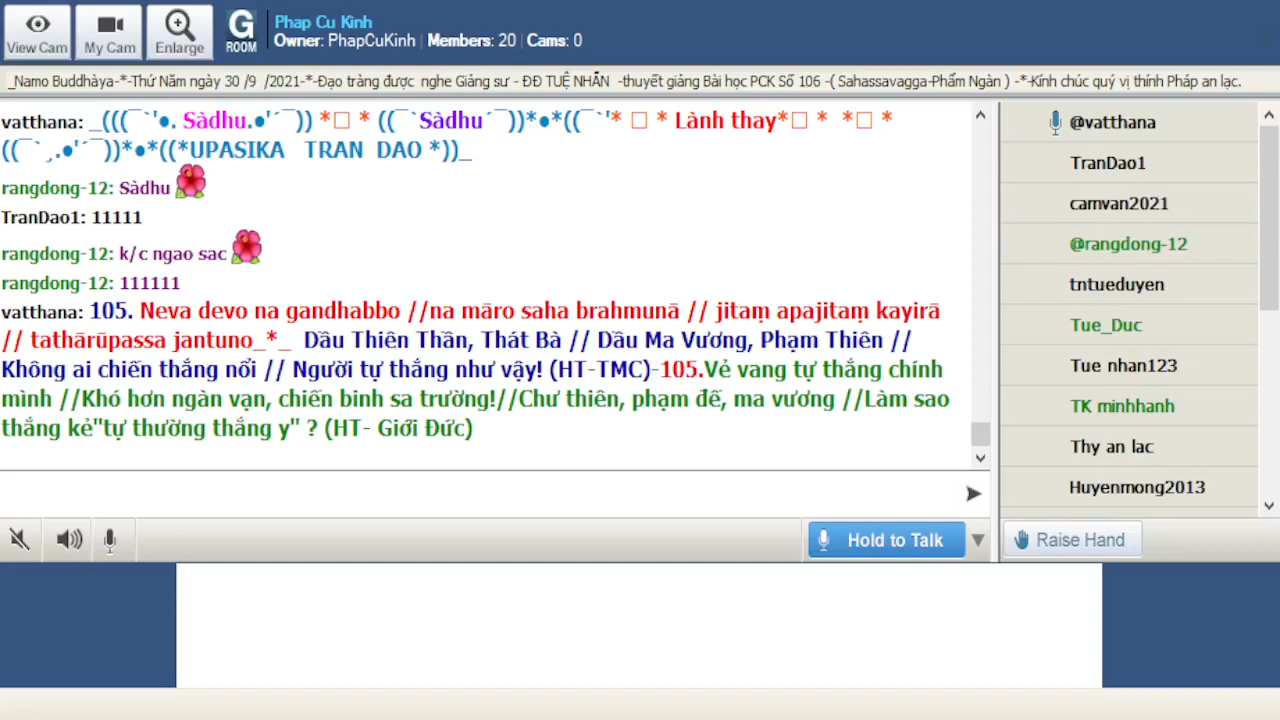 View Cam
My Cam
Enlarge
G
ROOM
Phap Cu Kinh
Owner: PhapCuKinh | Members: 20 | Cams: 0
_Namo Buddhàya-*-Thứ Năm ngày 30 /9 /2021-*-Đạo tràng được nghe Giảng sư - ĐĐ TUỆ NHẪN -thuyết giảng Bài học PCK Số 106 -( Sahassavagga-Phẩm Ngàn ) -*-Kính chúc quý vị thính Pháp an lạc.
vatthana: _(((¯`'•. Sàdhu.•'´¯)) *□ * ((¯`Sàdhu´¯))*•*((¯`'* □ * Lành thay*□ * *□ *
((¯`¸.•'´¯))*•*((*UPASIKA TRAN DAO *))_
rangdong-12: Sàdhu
TranDao1: 11111
rangdong-12: k/c ngao sac
rangdong-12: 111111
vatthana: 105. Neva devo na gandhabbo //na māro saha brahmunā // jitaṃ apajitaṃ kayirā
// tathārūpassa jantuno_*_ Dầu Thiên Thần, Thát Bà // Dầu Ma Vương, Phạm Thiên //
Không ai chiến thắng nổi // Người tự thắng như vậy! (HT-TMC)-105.Vẻ vang tự thắng chính
mình //Khó hơn ngàn vạn, chiến binh sa trường!//Chư thiên, phạm đế, ma vương //Làm sao
thắng kẻ"tự thường thắng y" ? (HT- Giới Đức)
@vatthana
TranDao1
camvan2021
@rangdong-12
tntueduyen
Tue_Duc
Tue nhan123
TK minhhanh
Thy an lac
Huyenmong2013
Hold to Talk
Raise Hand